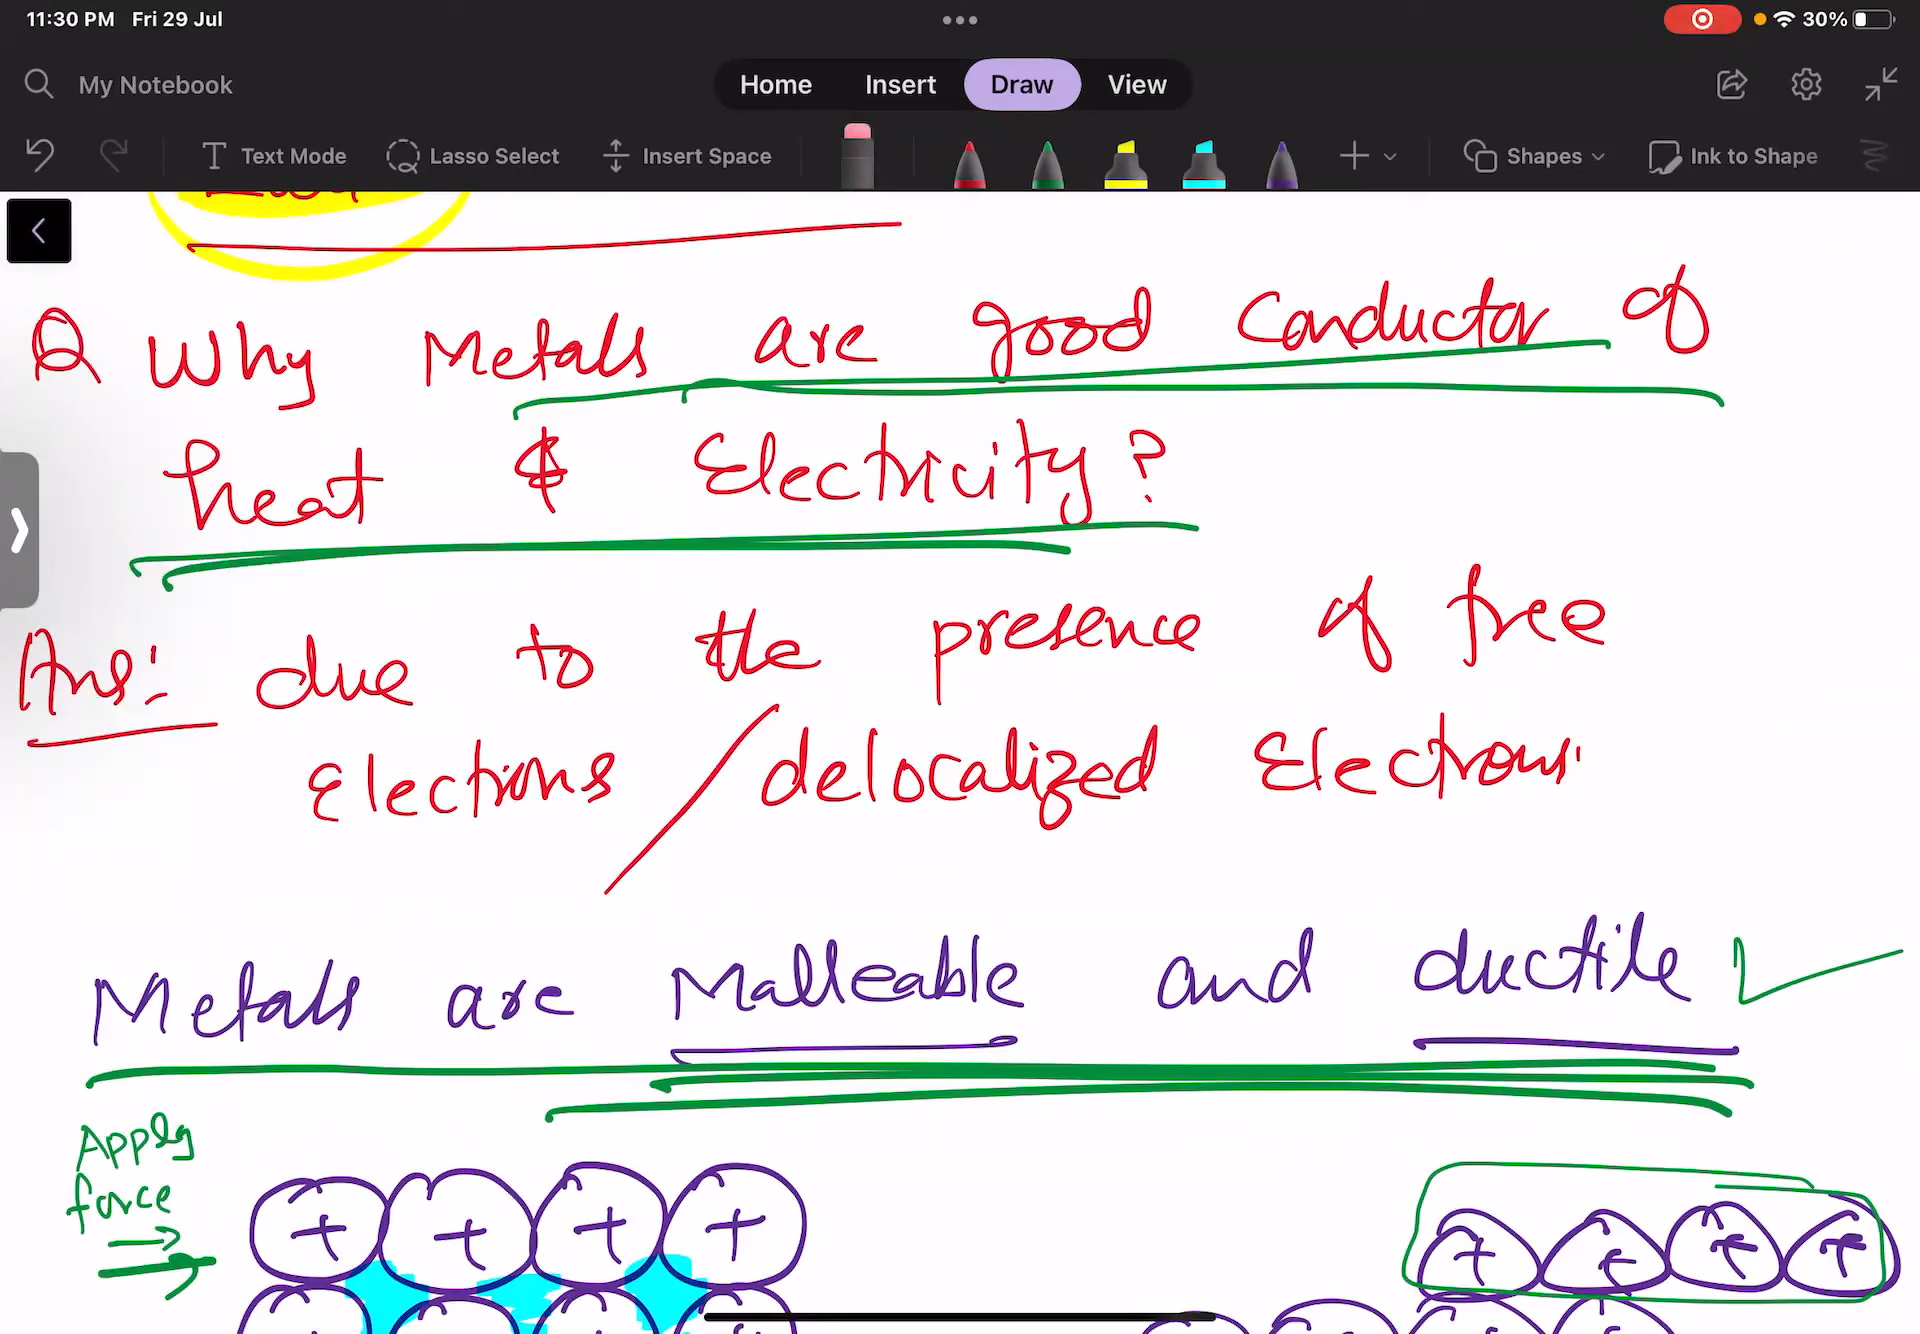 11:30 PM Fri 29 Jul
30%
My Notebook
Home Insert Draw View
Text Mode Lasso Select Insert Space Shapes Ink to Shape
Q Why Metals are good Conductor of
heat & Electricity?
Ans: due to the presence of free
Electrons / delocalized Electrons
Metals are Malleable and ductile
Apply
force
+ + + +
+ + + +